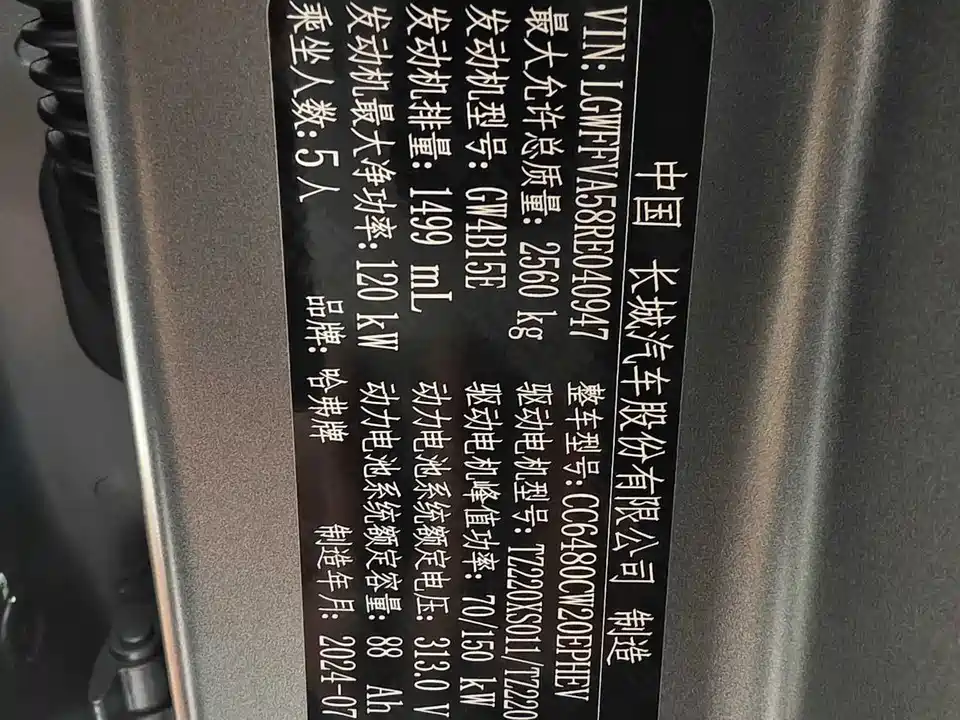 中国 长城汽车股份有限公司 制造
VIN:LGWFFVA58RE040947 整车型号:CC6480CW20EPHEV
最大允许总质量: 2560 kg 驱动电机型号: TZ220XS011/TZ220
发动机型号: GW4B15E 驱动电机峰值功率: 70/150 kW
发动机排量: 1499 mL 动力电池系统额定电压: 313.0 V
发动机最大净功率: 120 kW 动力电池系统额定容量: 88 Ah
乘坐人数: 5 人 品牌: 哈弗牌 制造年月: 2024-07